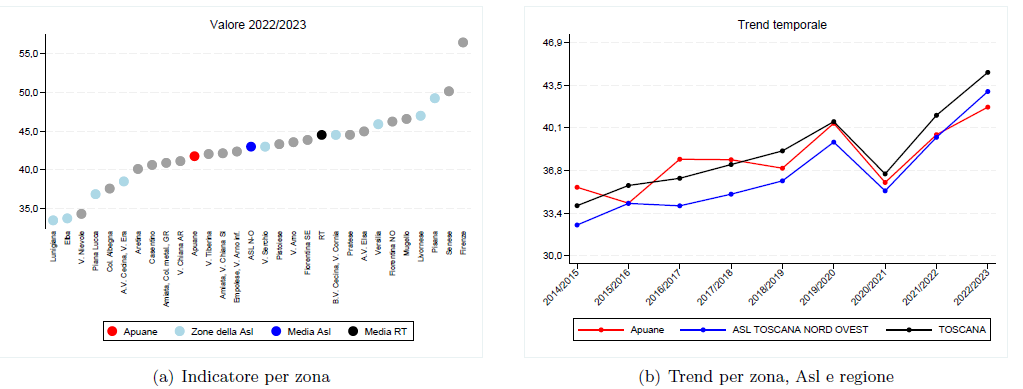 Valore 2022/2023
55,0
50,0
45,0
40,0
35,0
Lunigiana
Elba
V. Nievole
Piana Lucca
Col. Albegna
A.V. Cecina, V. Era
Aretina
Casentino
Amiata, Col. metal., GR
V. Chiana AR
Apuane
V. Tiberina
Amiata, V. Chiana SI
Empolese, V. Arno Inf.
ASL N-O
V. Serchio
Pistoiese
V. Arno
Fiorentina SE
RT
B.V. Cecina, V. Cornia
Pratese
A.V. Elsa
Versilia
Fiorentina NO
Mugello
Livornese
Pisana
Senese
Firenze
Apuane
Zone della Asl
Media Asl
Media RT
(a) Indicatore per zona
Trend temporale
46,9
43,5
40,1
36,8
33,4
30,0
2014/2015
2015/2016
2016/2017
2017/2018
2018/2019
2019/2020
2020/2021
2021/2022
2022/2023
Apuane
ASL TOSCANA NORD OVEST
TOSCANA
(b) Trend per zona, Asl e regione